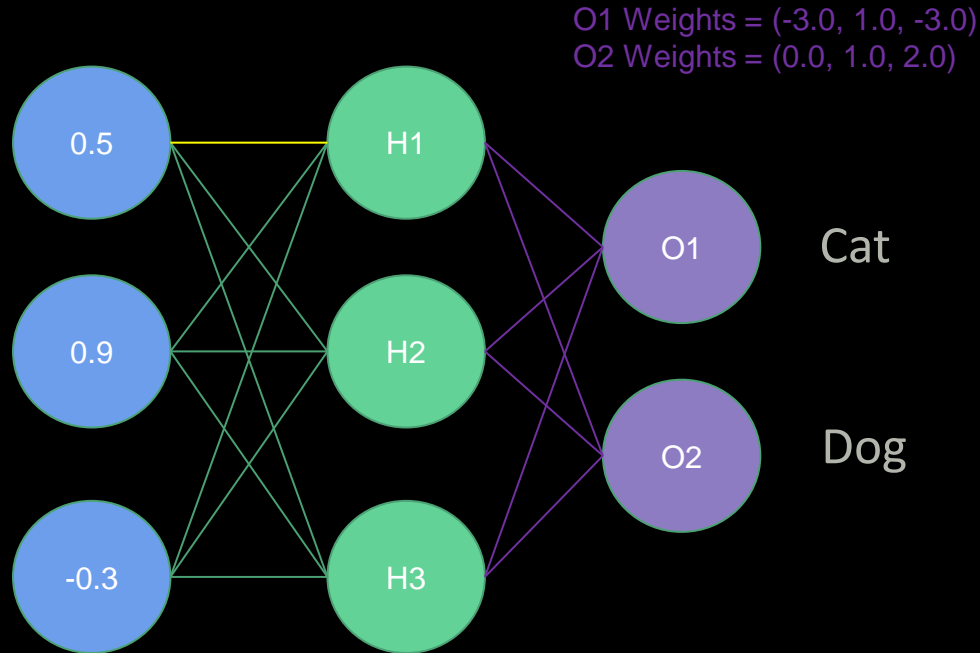 O1 Weights = (-3.0, 1.0, -3.0)
O2 Weights = (0.0, 1.0, 2.0)
0.5
H1
O1
Cat
0.9
H2
O2
Dog
-0.3
H3